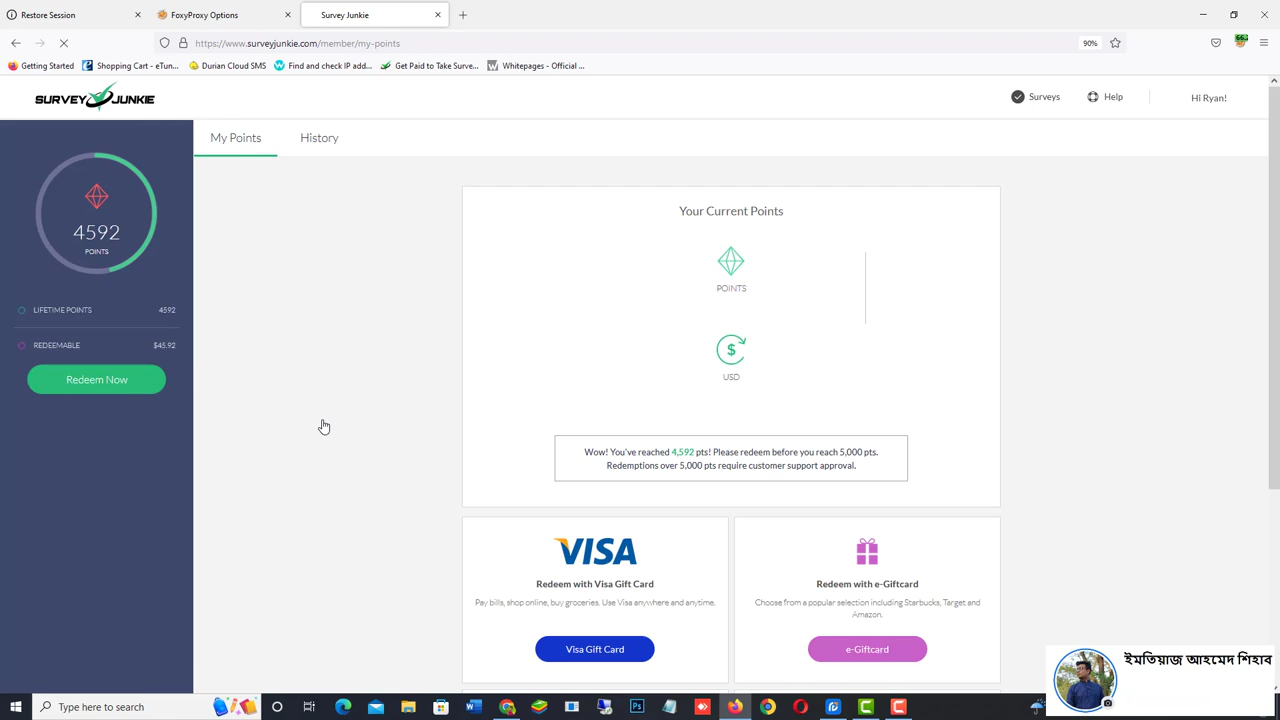 Restore Session
FoxyProxy Options
Survey Junkie
https://www.surveyjunkie.com/member/my-points
90%
Getting Started
Shopping Cart - eTun...
Durian Cloud SMS
Find and check IP add...
Get Paid to Take Surve...
Whitepages - Official ...
SURVEY JUNKIE
Surveys
Help
Hi Ryan!
My Points
History
4592
POINTS
LIFETIME POINTS 4592
REDEEMABLE $45.92
Redeem Now
Your Current Points
POINTS
USD
Wow! You've reached 4,592 pts! Please redeem before you reach 5,000 pts.
Redemptions over 5,000 pts require customer support approval.
VISA
Redeem with Visa Gift Card
Pay bills, shop online, buy groceries. Use Visa anywhere and anytime.
Visa Gift Card
Redeem with e-Giftcard
Choose from a popular selection including Starbucks, Target and
Amazon.
e-Giftcard
ইমতিয়াজ আহমেদ শিহাব
Type here to search